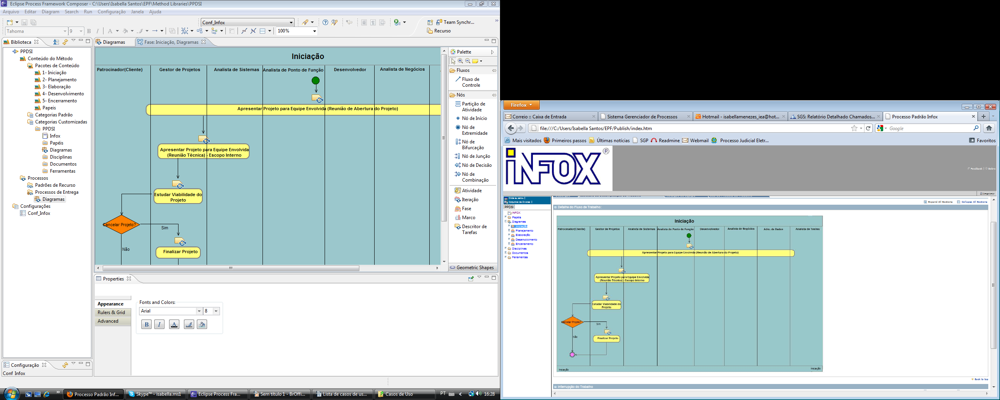 Eclipse Process Framework Composer - C:\Users\Isabella Santos\EPF\Method Libraries\PPDSI
Arquivo Editar Diagram Search Run Configuração Janela Ajuda
Conf_Infox
Team Synchr...
Tahoma 9 B I A 100%
Recurso
Biblioteca
PPDSI
Conteúdo do Método
Pacotes de Conteúdo
1- Iniciação
2- Planejamento
3- Elaboração
4- Desenvolvimento
5- Encerramento
Papeis
Categorias Padrão
Categorias Customizadas
PPDSI
Infox
Papéis
Diagramas
Disciplinas
Documentos
Ferramentas
Processos
Padrões de Recurso
Processos de Entrega
Diagramas
Configurações
Conf_Infox
Configuração
Conf Infox
Diagramas
Fase: Iniciação, Diagramas
Iniciação
Patrocinador(Cliente) Gestor de Projetos Analista de Sistemas Analista de Ponto de Função Desenvolvedor Analista de Negócios
Apresentar Projeto para Equipe Envolvida (Reunião de Abertura do Projeto)
Apresentar Projeto para Equipe Envolvida
(Reunião Técnica) - Escopo Interno
Estudar Viabilidade do
Projeto
Cancelar Projeto?
Sim
Não
Finalizar Projeto
Palette
Fluxos
Fluxo de
Controle
Nós
Partição de
Atividade
Nó de Início
Nó de
Extremidade
Nó de
Bifurcação
Nó de Junção
Nó de Decisão
Nó de
Combinação
Atividade
Iteração
Fase
Marco
Descritor de
Tarefas
Geometric Shapes
Properties
Appearance
Rulers & Grid
Advanced
Fonts and Colors:
Arial 8
B I A
Processo Padrão Inf...
Skype™ - isabella.ms1
Eclipse Process Fra...
Sem título 1 - BrOffi...
Lista de casos de us...
Casos de Uso
PT
16:28
Firefox
Correio :: Caixa de Entrada
Sistema Gerenciador de Processos
Hotmail - isabellamenezes_iea@hot...
SGS: Relatório Detalhado Chamados...
Processo Padrão Infox
file:///C:/Users/Isabella Santos/EPF/Publish/index.htm
Google
Mais visitados Primeiros passos Últimas notícias SGP Readmine Webmail Processo Judicial Eletr...
Favoritos
iNFOX ®
Feedback | Sobre
Imprimir
Onde eu estou |
Conjuntos de Árvores |
PPDSI
INFOX
Papéis
Diagramas
Iniciação
Planejamento
Elaboração
Desenvolvimento
Encerramento
Disciplinas
Documentos
Ferramentas
Expand All Sections Collapse All Sections
Detalhe do Fluxo de Trabalho:
Iniciação
Patrocinador(Cliente) Gestor de Projetos Analista de Sistemas Analista de Ponto de Função Desenvolvedor Analista de Negócios Adm. de Dados Analista de Testes
Apresentar Projeto para Equipe Envolvida (Reunião de Abertura do Projeto)
Apresentar Projeto para Equipe Envolvida
(Reunião Técnica) - Escopo Interno
Estudar Viabilidade do
Projeto
Cancelar Projeto?
Sim
Não
Finalizar Projeto
Iniciação
Iniciação
Back to top
Interrupção do Trabalho